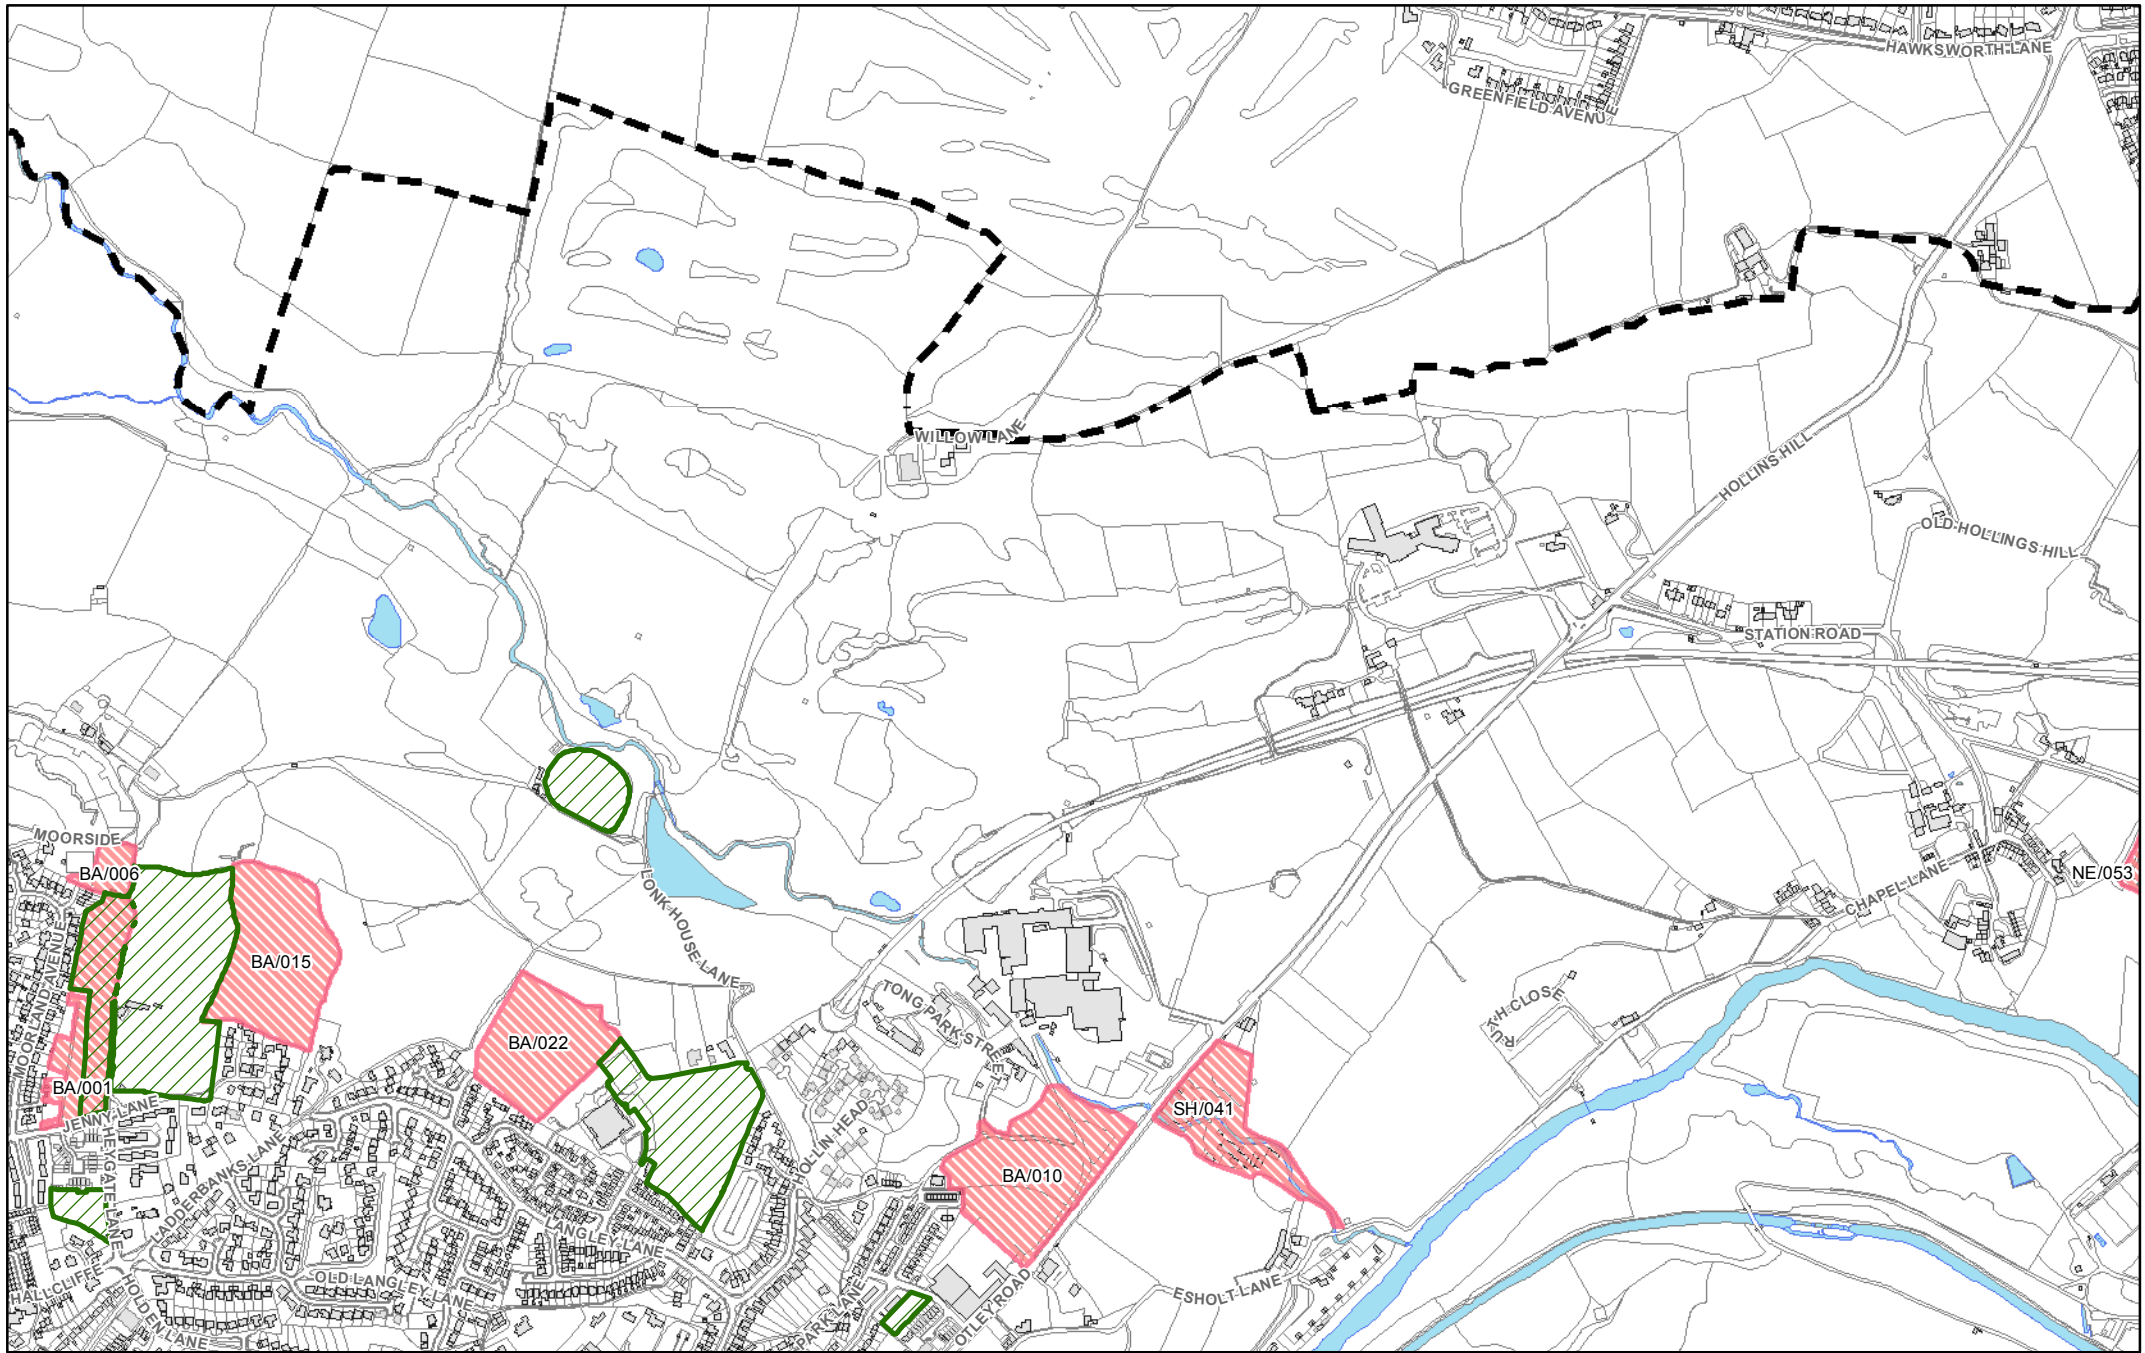 HAWKSWORTH LANE
GREENFIELD AVENUE
WILLOW LANE
HOLLINS HILL
OLD HOLLINGS HILL
STATION ROAD
MOORSIDE
BA/006
NE/053
LONK HOUSE LANE
CHAPEL LANE
MOORLAND AVENUE
BA/015
TONG PARK STREET
RUTH CLOSE
BA/022
BA/001
JENNY LANE
SH/041
HEYGATE LANE
LADDERBANKS LANE
HOLLIN HEAD
BA/010
LANGLEY LANE
OLD LANGLEY LANE
HALLCLIFFE
HOLDEN LANE
PARK LANE
OTLEY ROAD
ESHOLT LANE